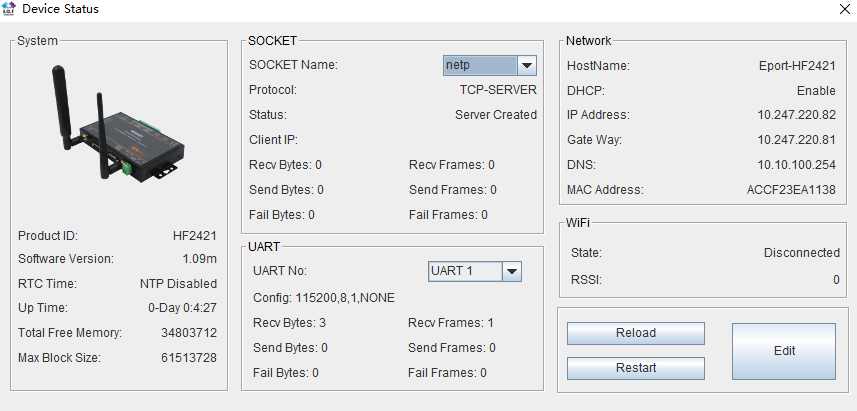 Device Status
System
Product ID: HF2421
Software Version: 1.09m
RTC Time: NTP Disabled
Up Time: 0-Day 0:4:27
Total Free Memory: 34803712
Max Block Size: 61513728
SOCKET
SOCKET Name: netp
Protocol: TCP-SERVER
Status: Server Created
Client IP:
Recv Bytes: 0 Recv Frames: 0
Send Bytes: 0 Send Frames: 0
Fail Bytes: 0 Fail Frames: 0
UART
UART No: UART 1
Config: 115200,8,1,NONE
Recv Bytes: 3 Recv Frames: 1
Send Bytes: 0 Send Frames: 0
Fail Bytes: 0 Fail Frames: 0
Network
HostName: Eport-HF2421
DHCP: Enable
IP Address: 10.247.220.82
Gate Way: 10.247.220.81
DNS: 10.10.100.254
MAC Address: ACCF23EA1138
WiFi
State: Disconnected
RSSI: 0
Reload
Restart
Edit